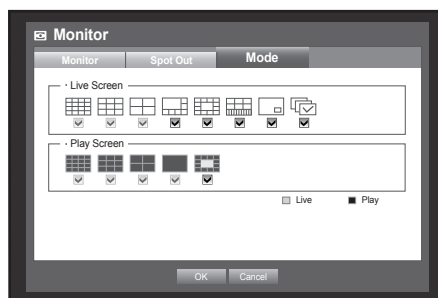 Monitor
Monitor Spot Out Mode
· Live Screen
· Play Screen
Live Play
OK Cancel